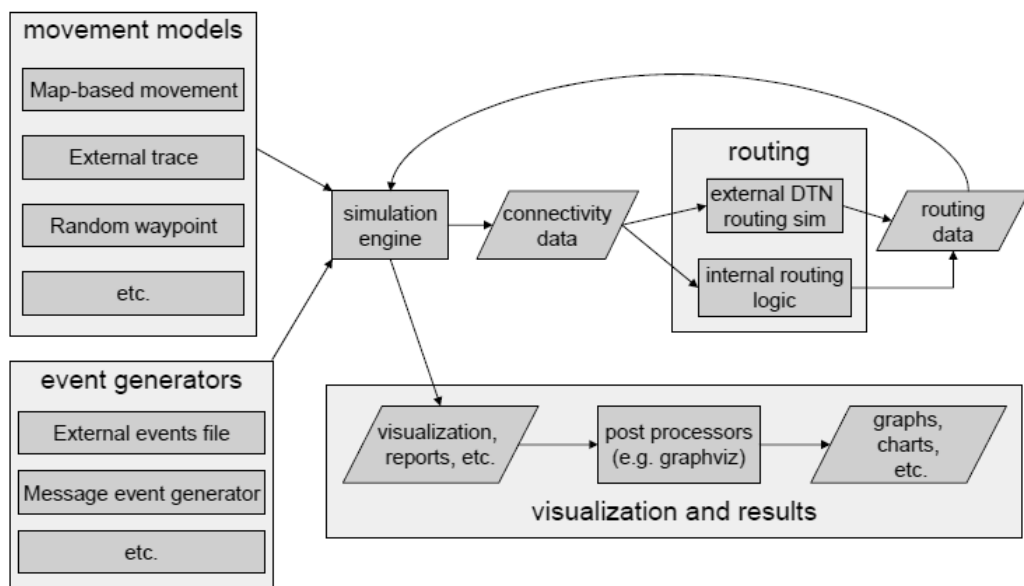 movement models
Map-based movement
External trace
Random waypoint
etc.
event generators
External events file
Message event generator
etc.
simulation
engine
connectivity
data
routing
external DTN
routing sim
internal routing
logic
routing
data
visualization,
reports, etc.
post processors
(e.g. graphviz)
graphs,
charts,
etc.
visualization and results